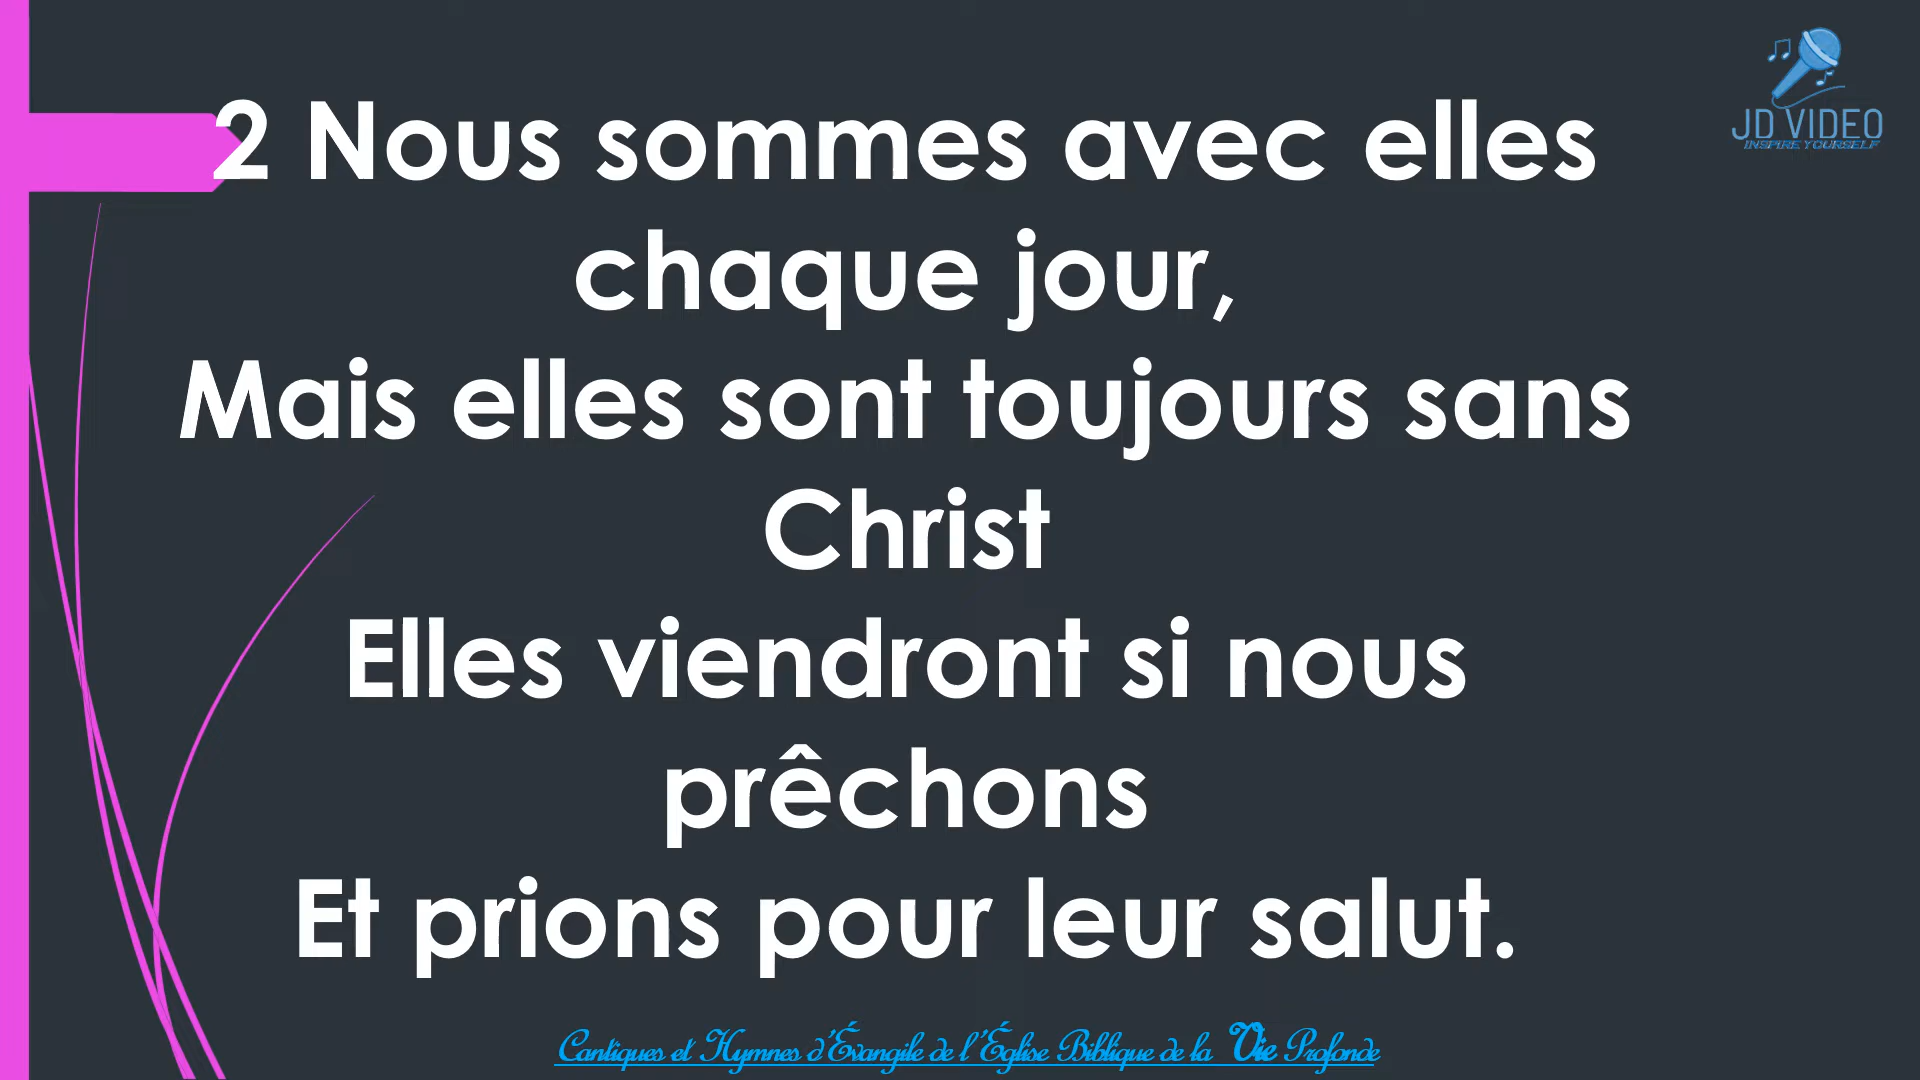 JD VIDEO
INSPIRE YOURSELF
2 Nous sommes avec elles
chaque jour,
Mais elles sont toujours sans
Christ
Elles viendront si nous
prêchons
Et prions pour leur salut.
Cantiques et Hymnes d'Évangile de l'Église Biblique de la Vie Profonde